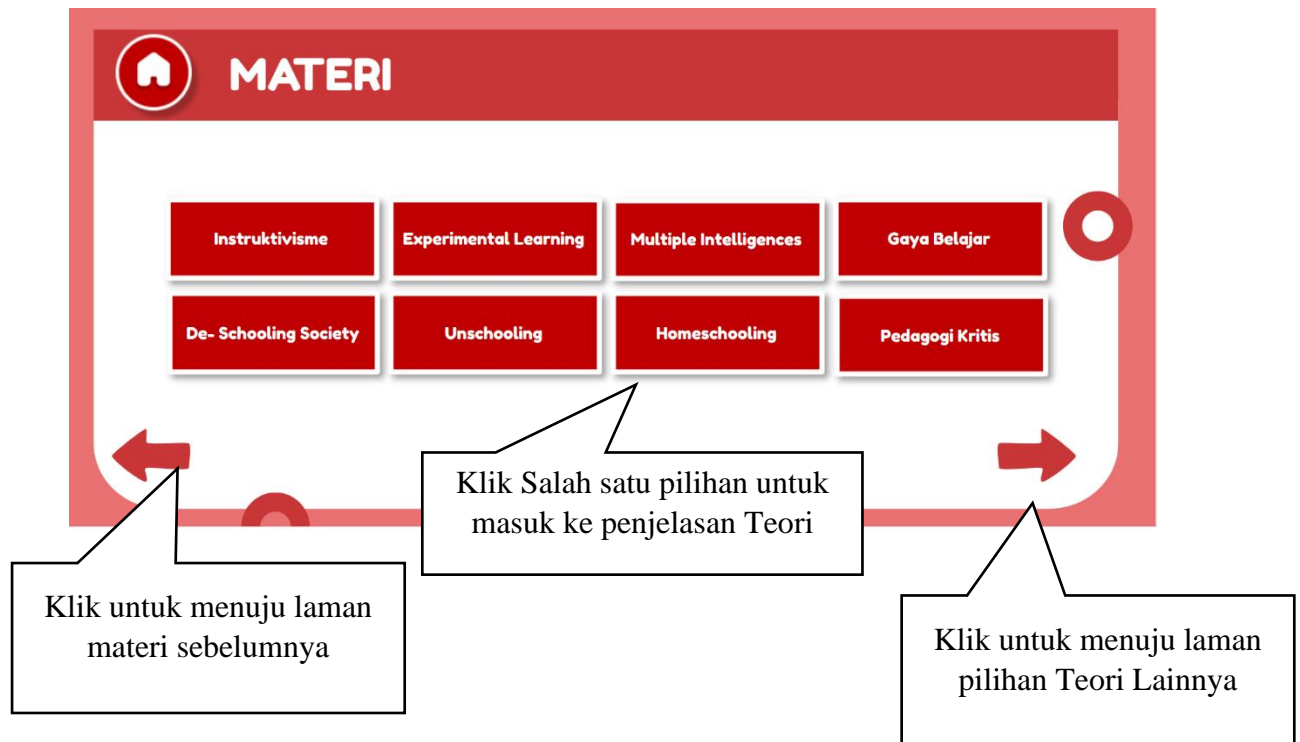 MATERI
Instruktivisme
Experimental Learning
Multiple Intelligences
Gaya Belajar
De- Schooling Society
Unschooling
Homeschooling
Pedagogi Kritis
Klik Salah satu pilihan untuk
masuk ke penjelasan Teori
Klik untuk menuju laman
materi sebelumnya
Klik untuk menuju laman
pilihan Teori Lainnya